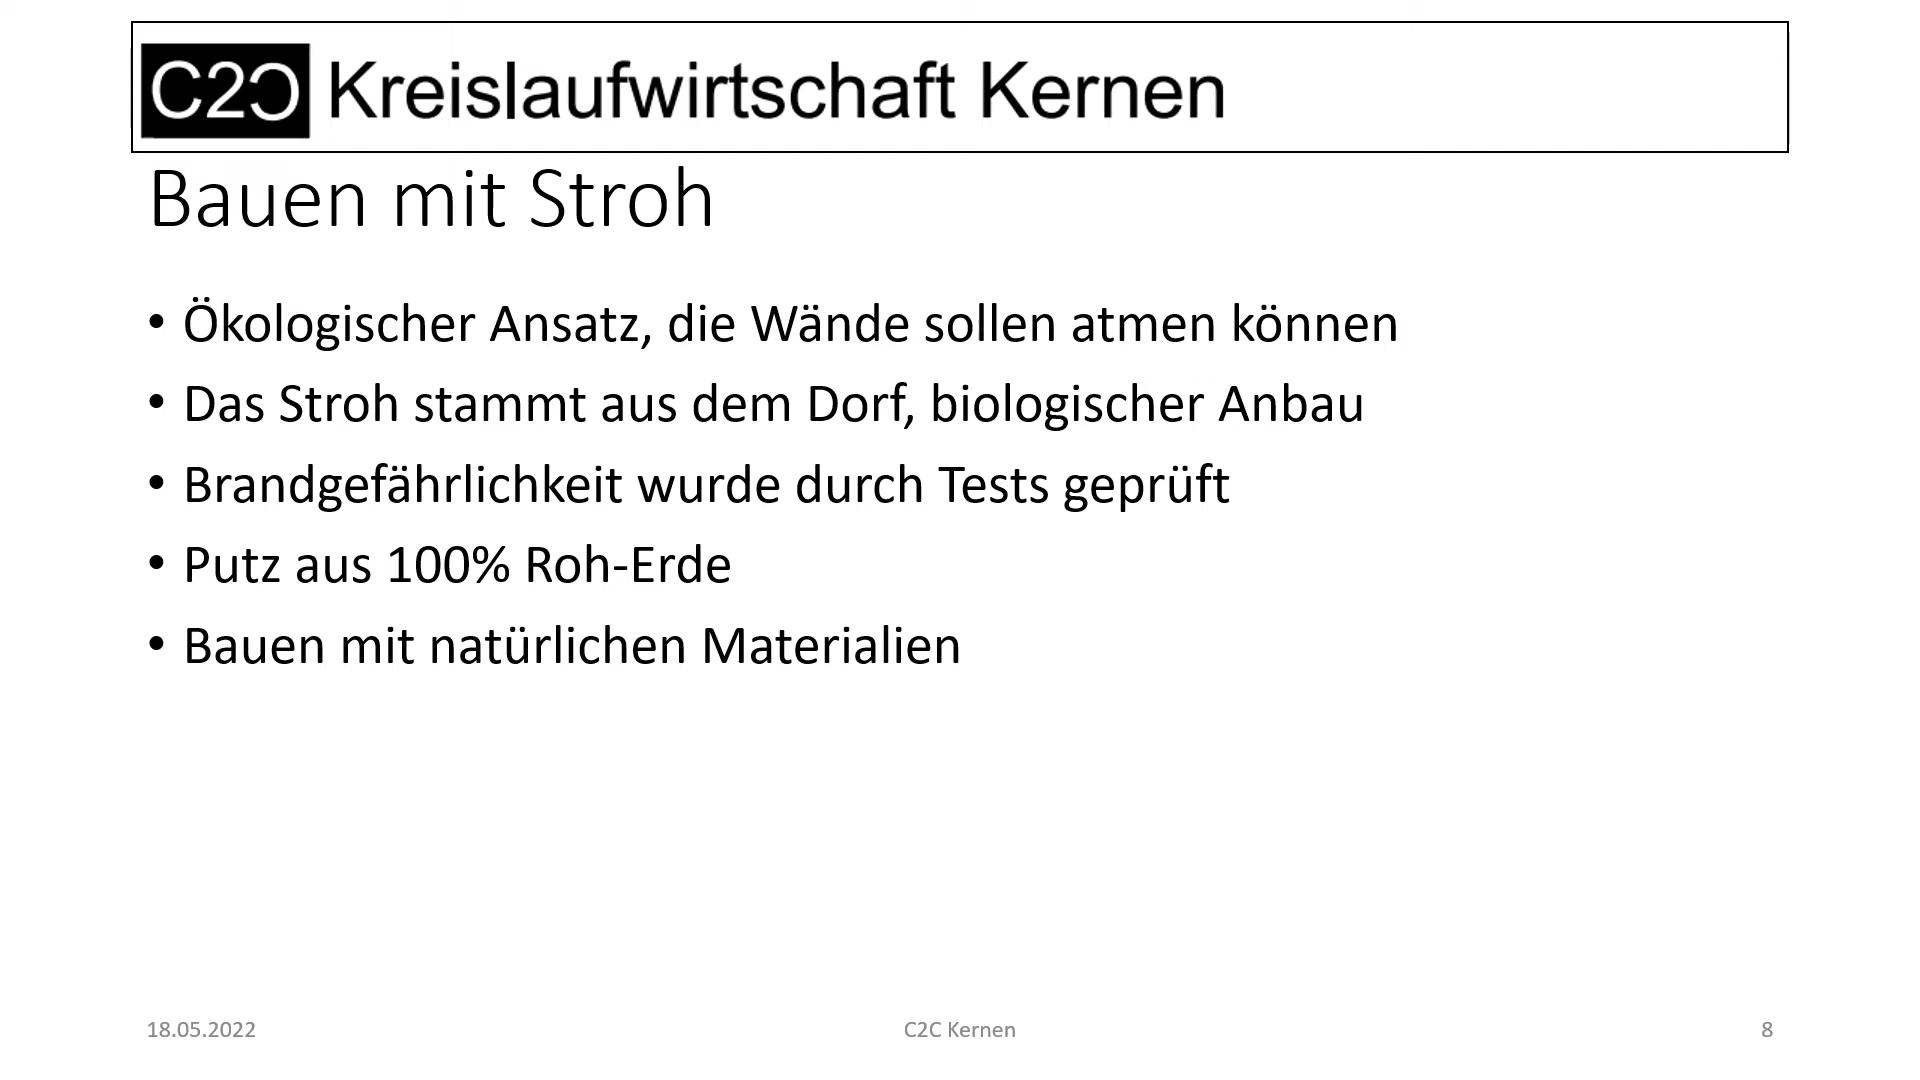 C2Ɔ Kreislaufwirtschaft Kernen
Bauen mit Stroh
• Ökologischer Ansatz, die Wände sollen atmen können
• Das Stroh stammt aus dem Dorf, biologischer Anbau
• Brandgefährlichkeit wurde durch Tests geprüft
• Putz aus 100% Roh-Erde
• Bauen mit natürlichen Materialien
18.05.2022 C2C Kernen 8